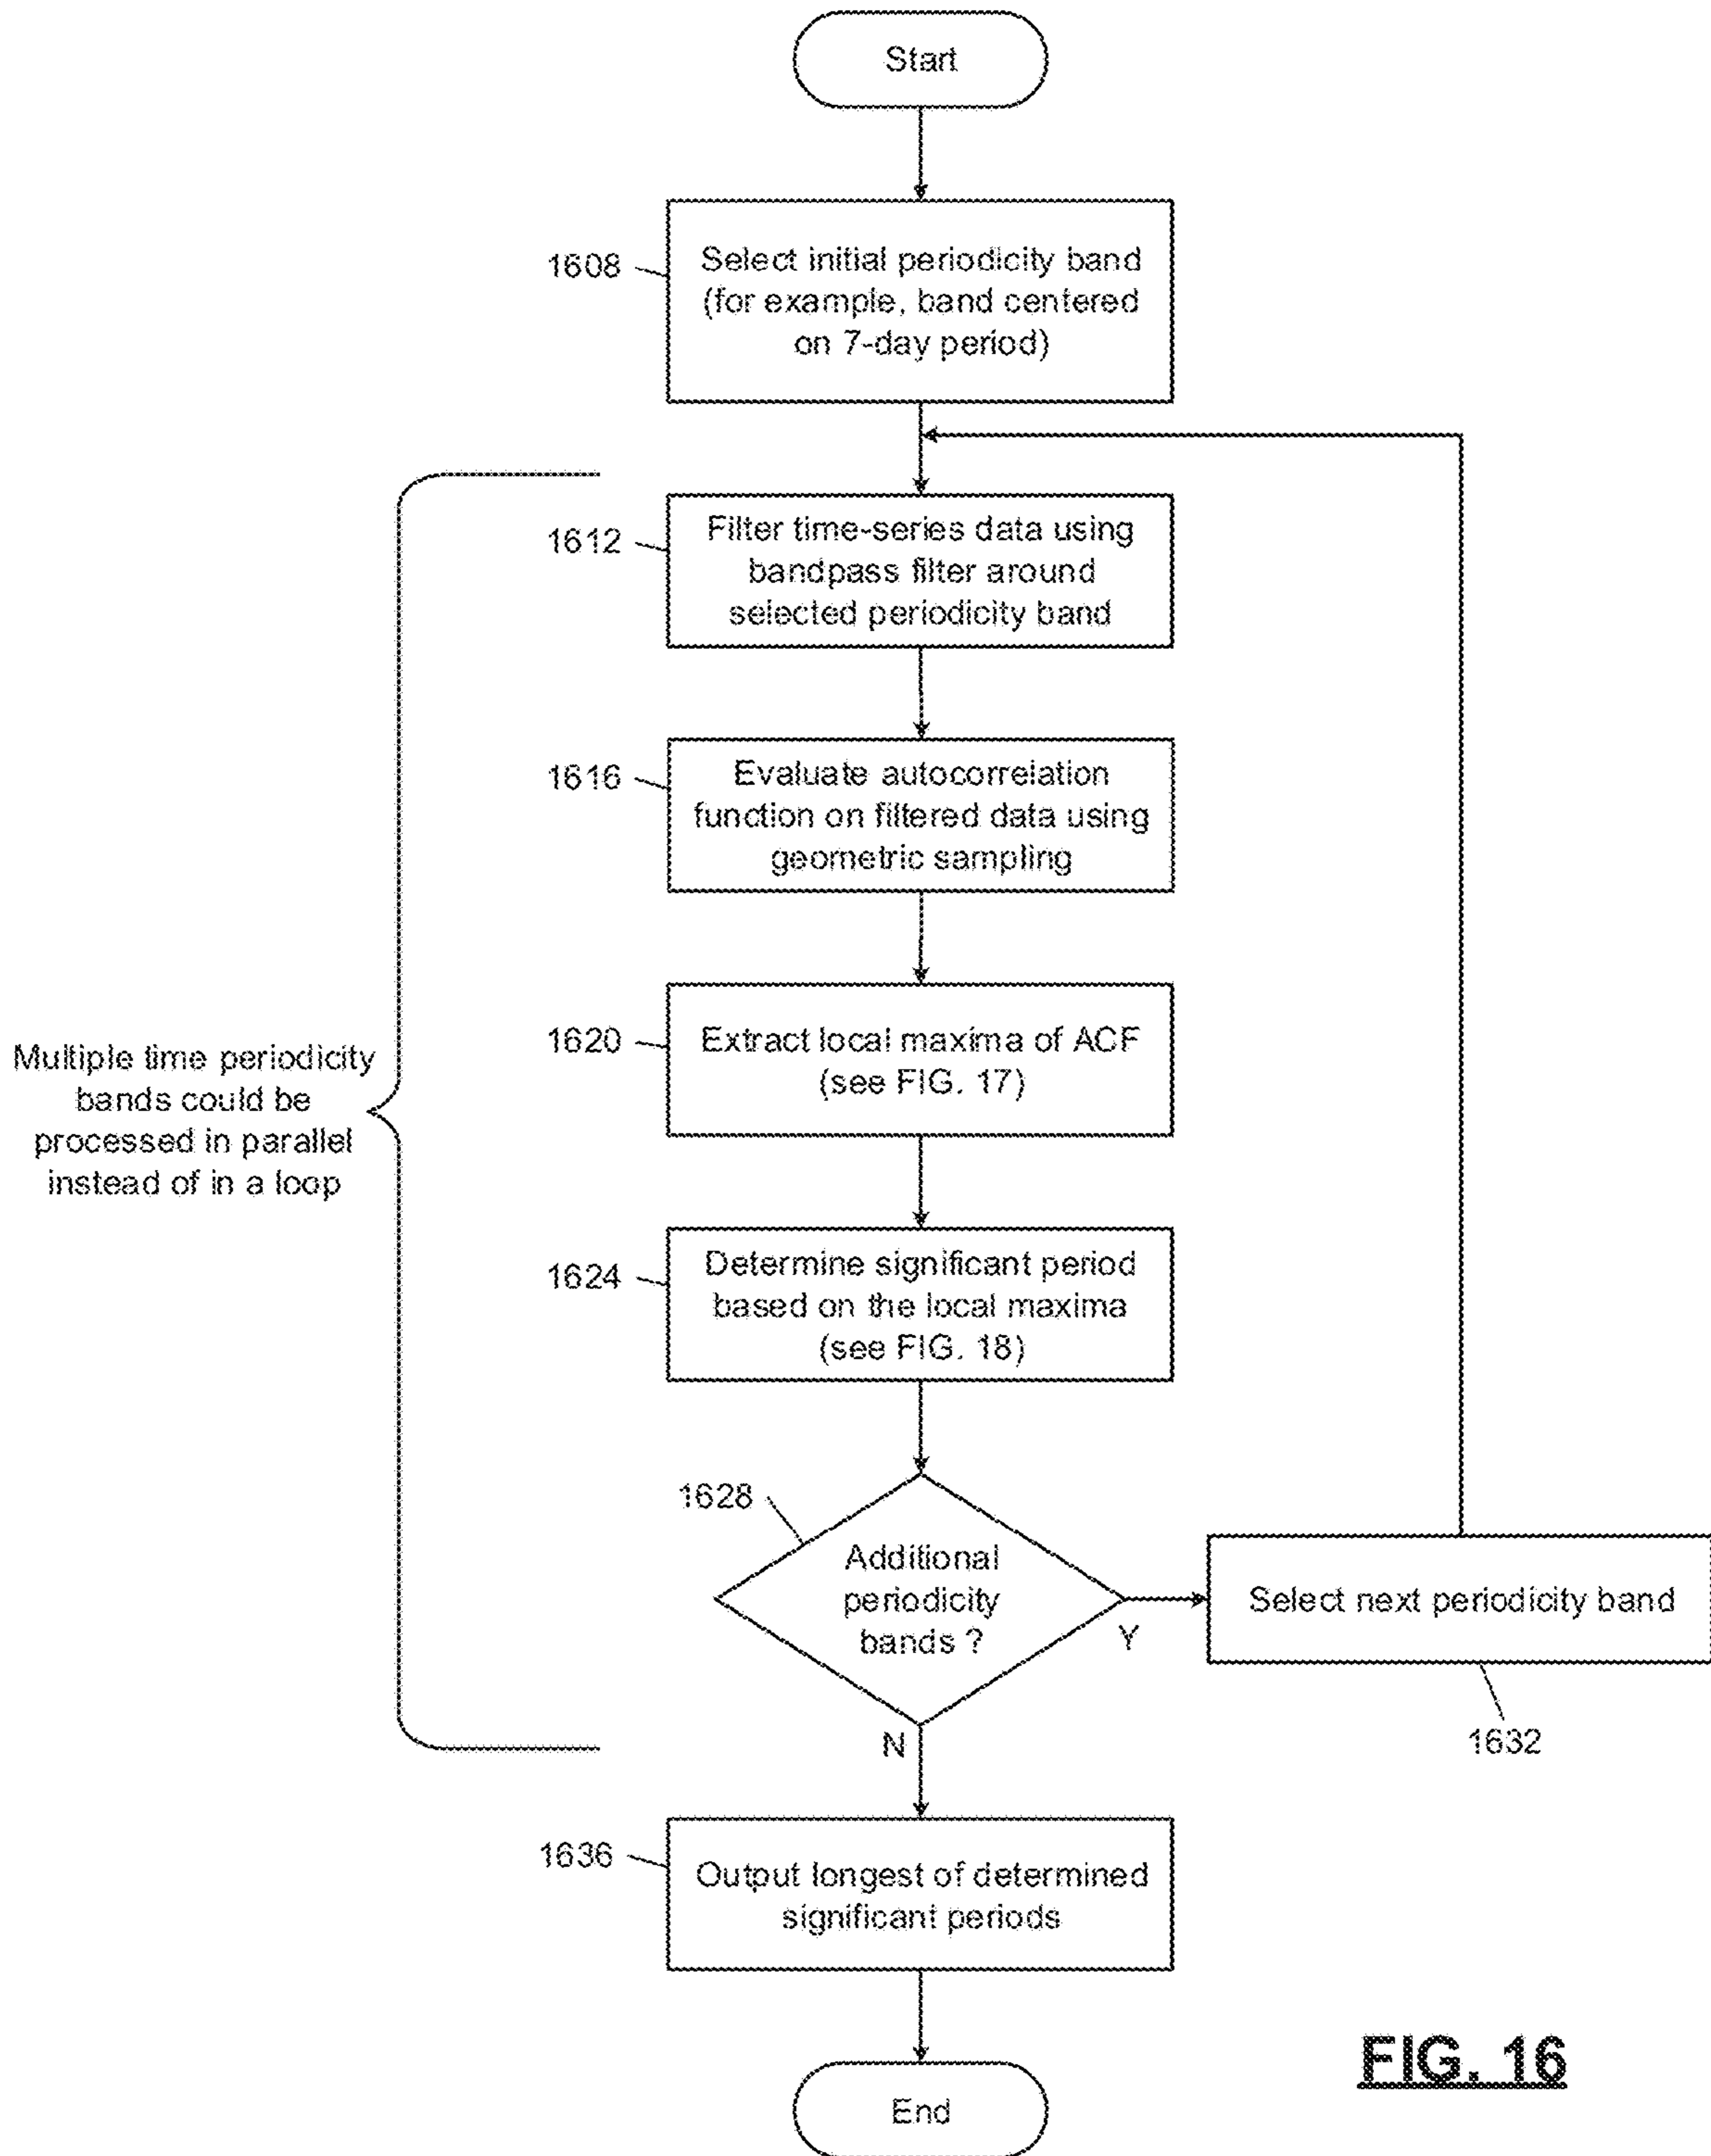 Start
1608
Select initial periodicity band
(for example, band centered
on 7-day period)
1612
Filter time-series data using
bandpass filter around
selected periodicity band
1616
Evaluate autocorrelation
function on filtered data using
geometric sampling
1620
Extract local maxima of ACF
(see FIG. 17)
Multiple time periodicity
bands could be
processed in parallel
instead of in a loop
1624
Determine significant period
based on the local maxima
(see FIG. 18)
1628
Additional
periodicity
bands ?
Y
Select next periodicity band
1632
N
1636
Output longest of determined
significant periods
End
FIG. 16